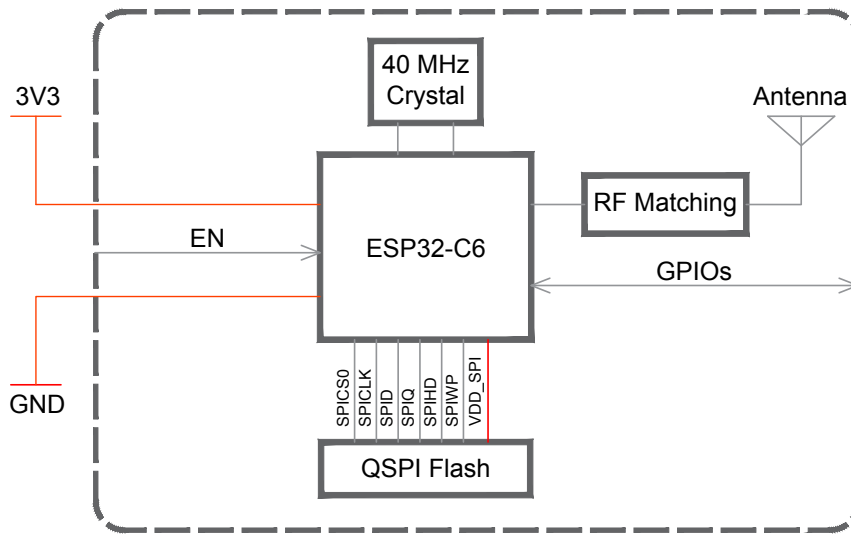 40 MHz
Crystal
3V3
Antenna
RF Matching
EN
ESP32-C6
GPIOs
GND
SPICS0
SPICLK
SPID
SPIQ
SPIHD
SPIWP
VDD_SPI
QSPI Flash